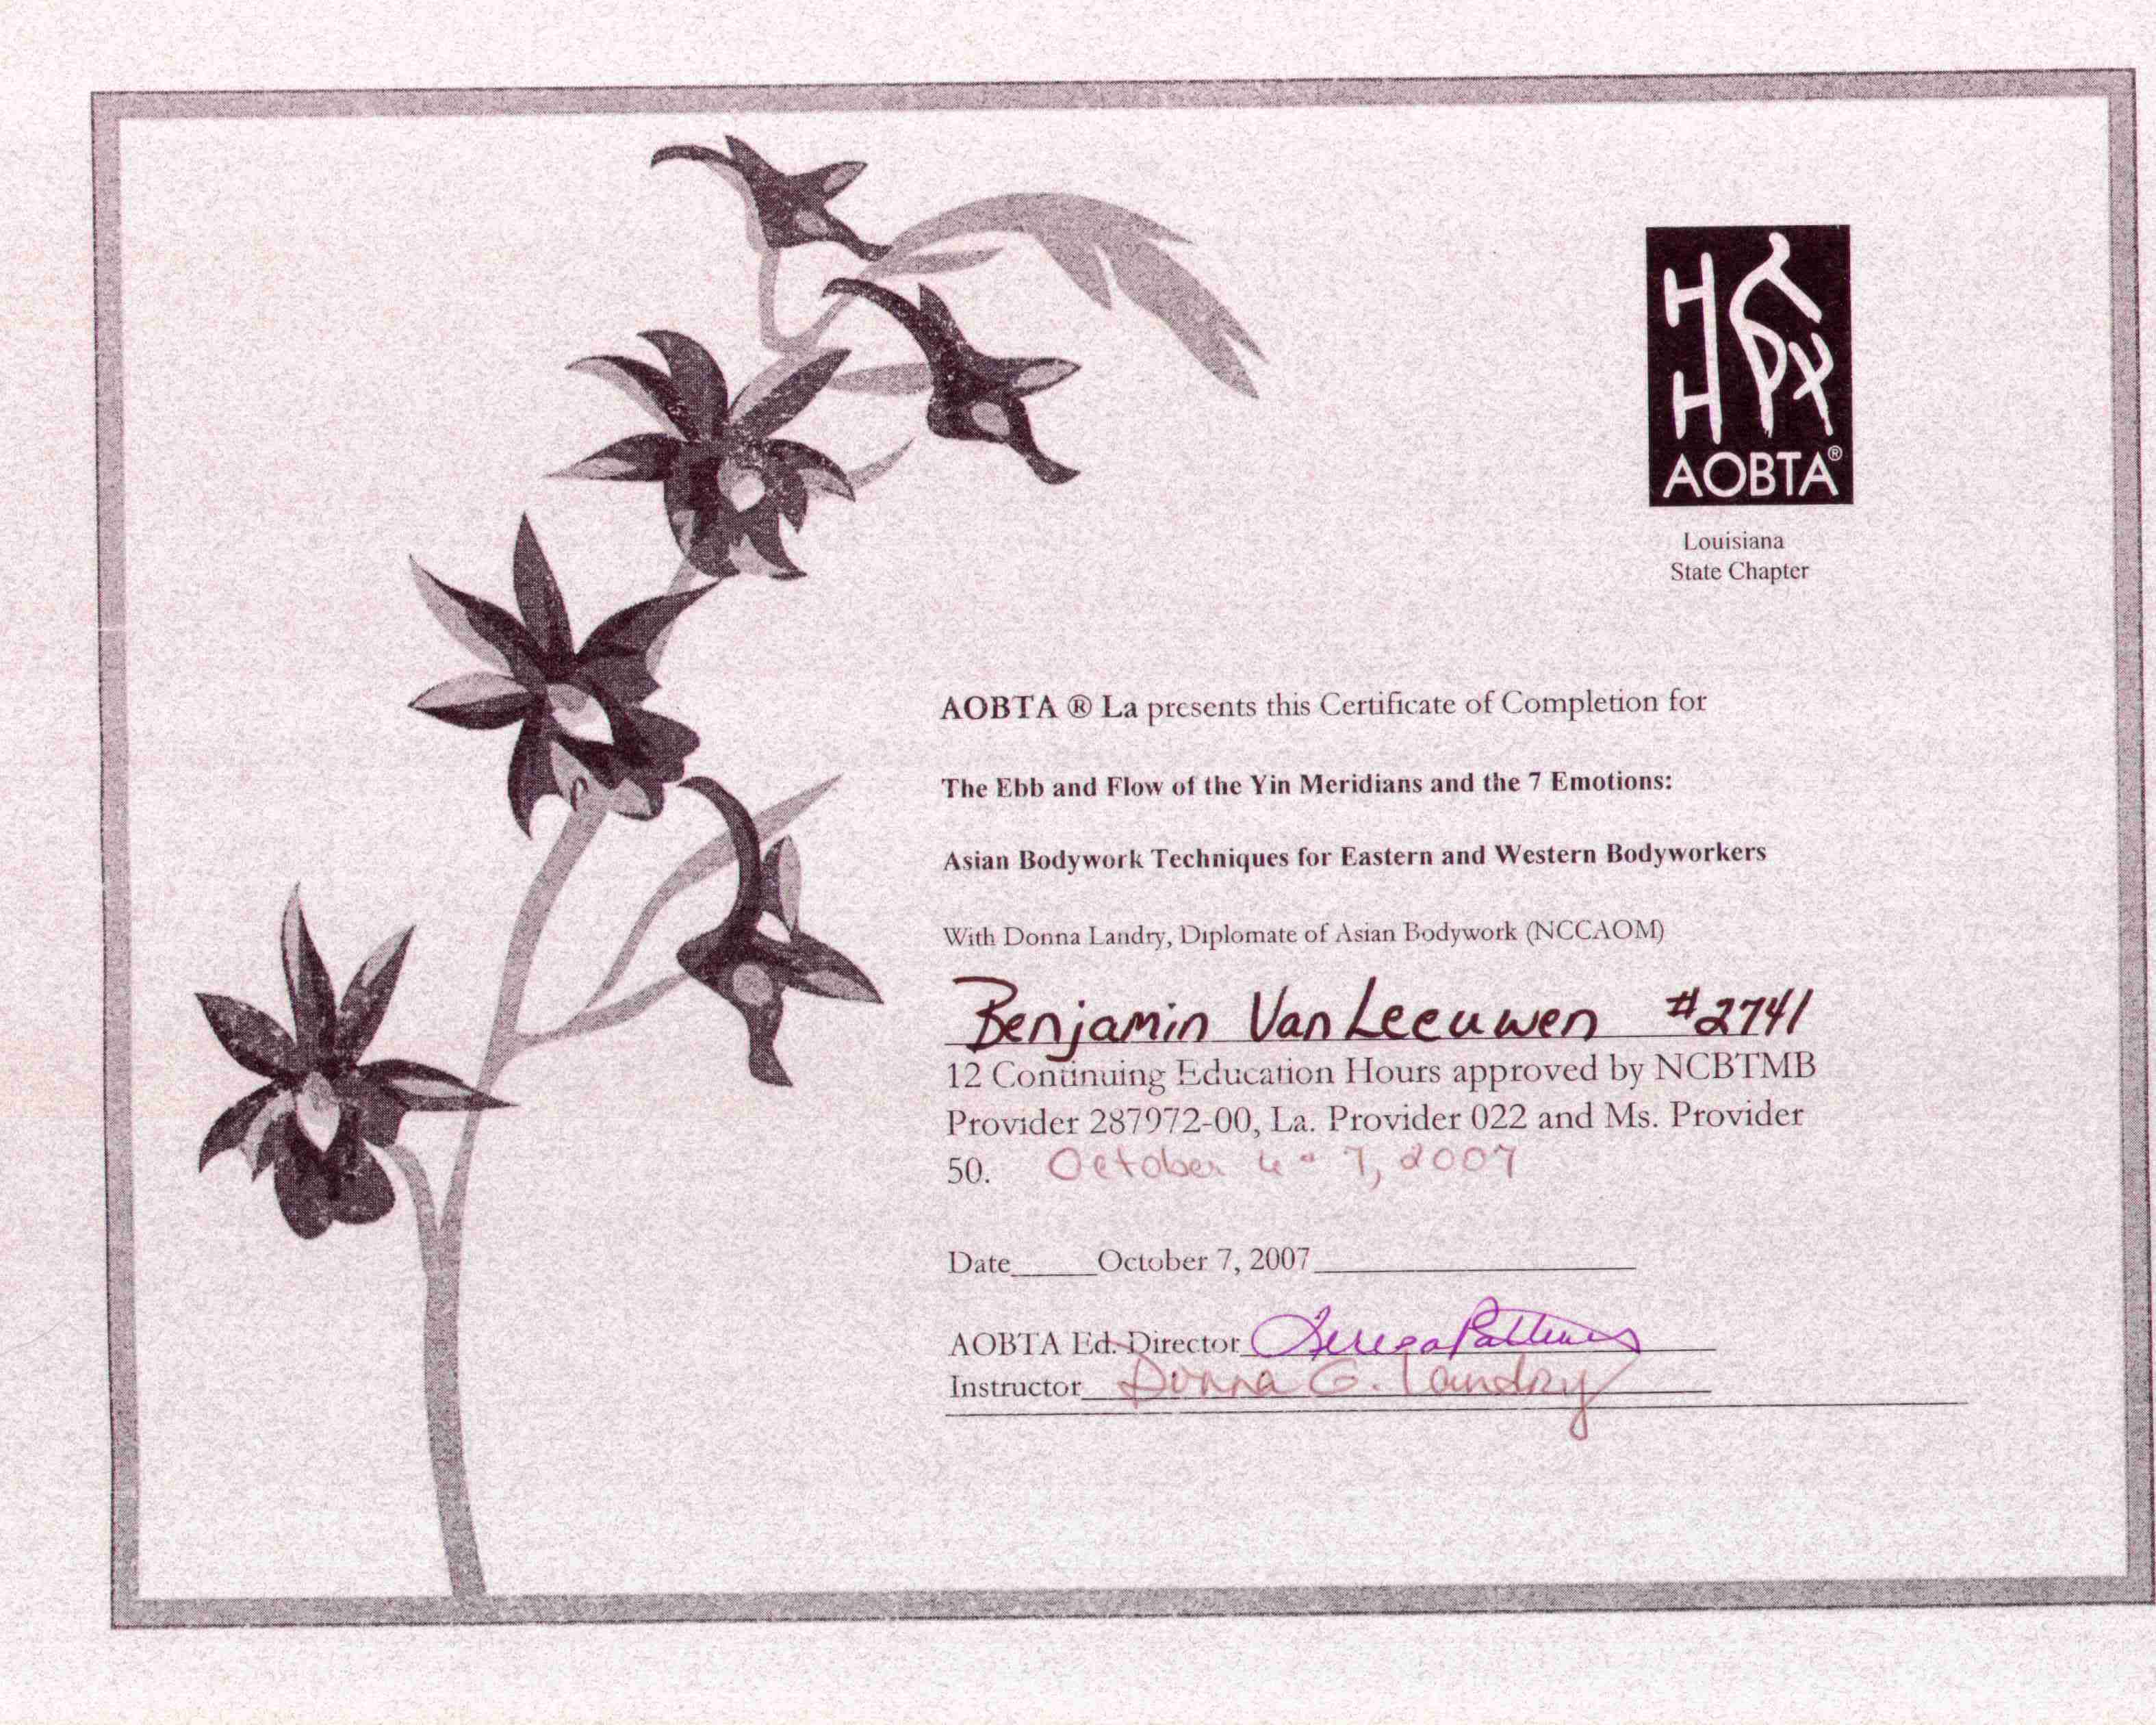 AOBTA®
Louisiana
State Chapter
AOBTA ® La presents this Certificate of Completion for
The Ebb and Flow of the Yin Meridians and the 7 Emotions:
Asian Bodywork Techniques for Eastern and Western Bodyworkers
With Donna Landry, Diplomate of Asian Bodywork (NCCAOM)
Benjamin Van Leeuwen #2741
12 Continuing Education Hours approved by NCBTMB
Provider 287972-00, La. Provider 022 and Ms. Provider
50. October 7, 2007
Date October 7, 2007
AOBTA Ed. Director Teresa
Instructor Donna G. Landry